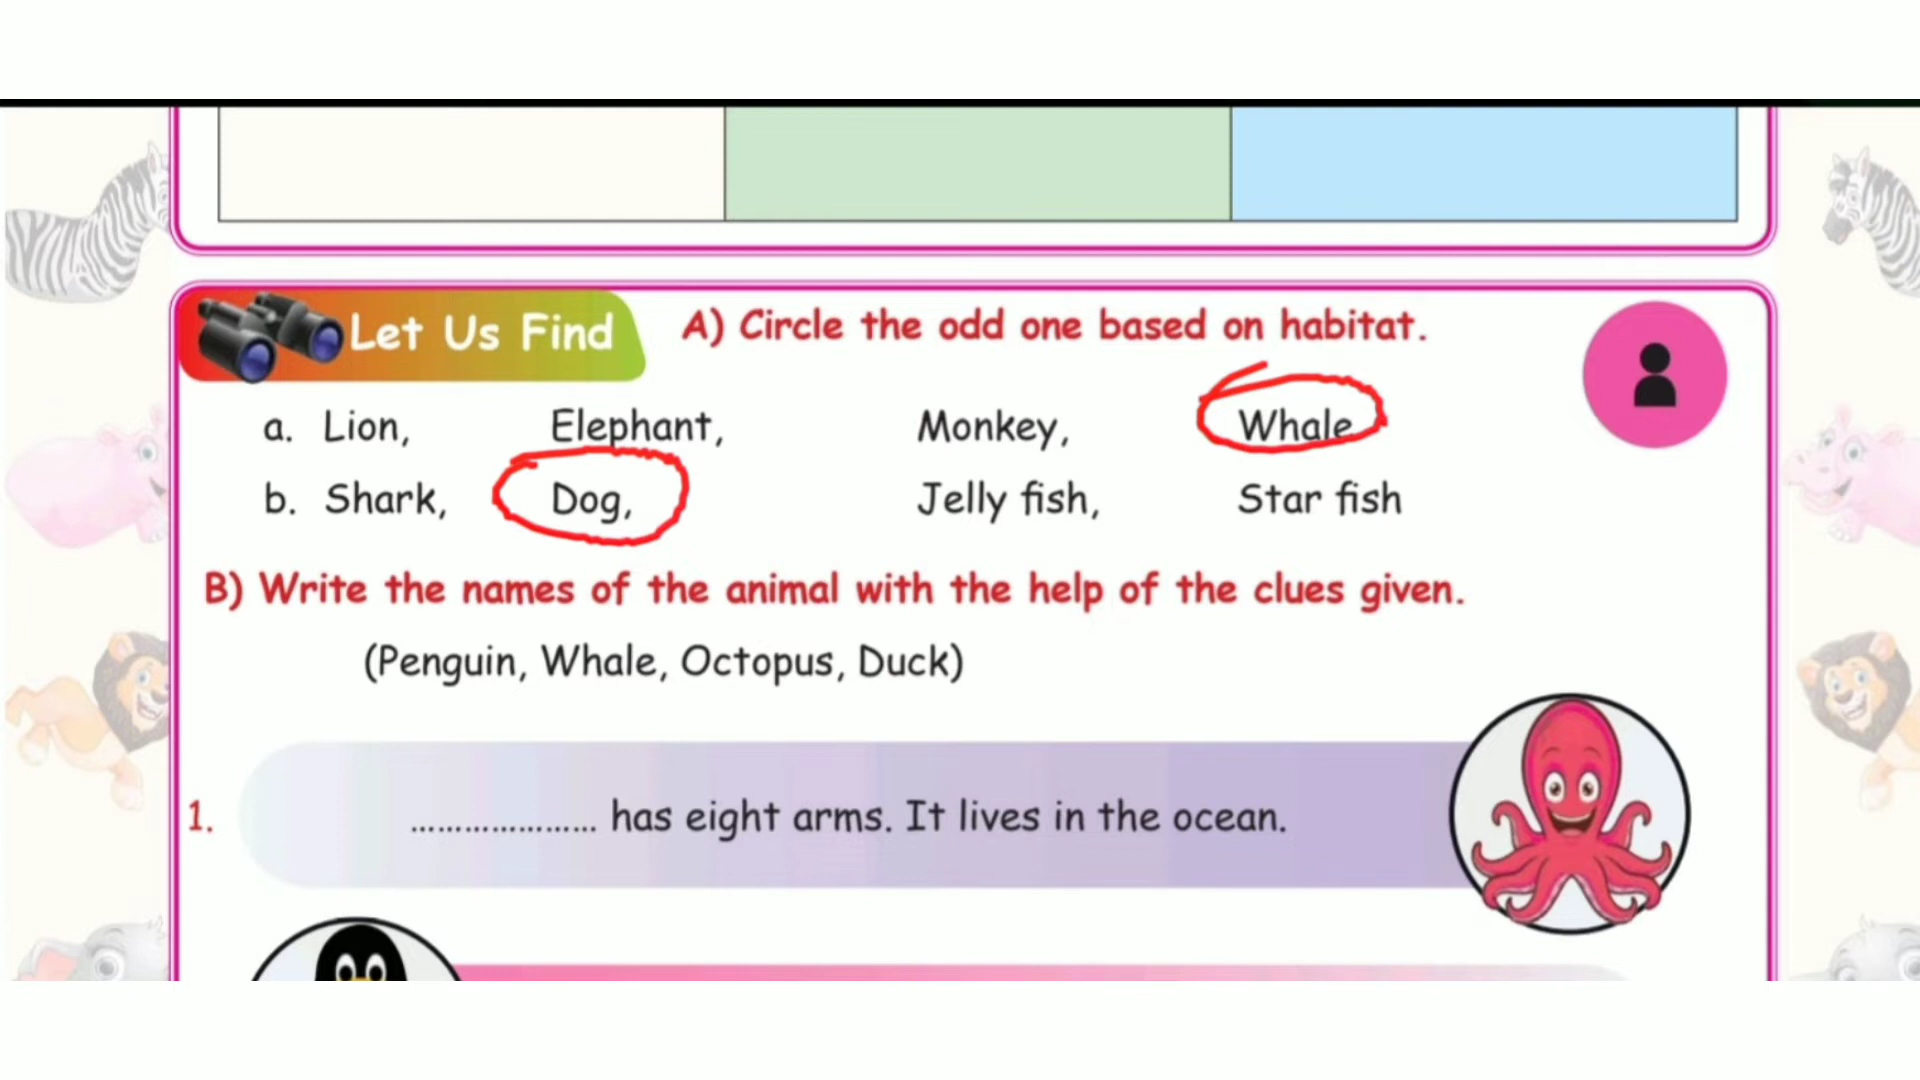 Let Us Find
A) Circle the odd one based on habitat.
a. Lion, Elephant, Monkey, Whale
b. Shark, Dog, Jelly fish, Star fish
B) Write the names of the animal with the help of the clues given.
(Penguin, Whale, Octopus, Duck)
1. ..................... has eight arms. It lives in the ocean.